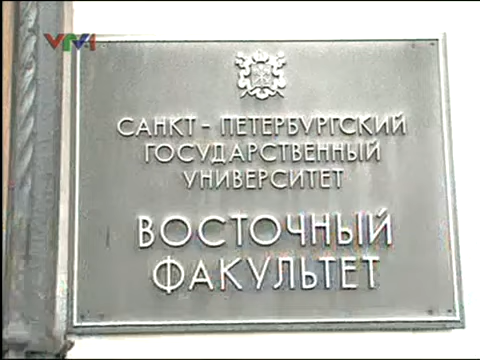 VTV1
САНКТ - ПЕТЕРБУРГСКИЙ
ГОСУДАРСТВЕННЫЙ
УНИВЕРСИТЕТ
ВОСТОЧНЫЙ
ФАКУЛЬТЕТ